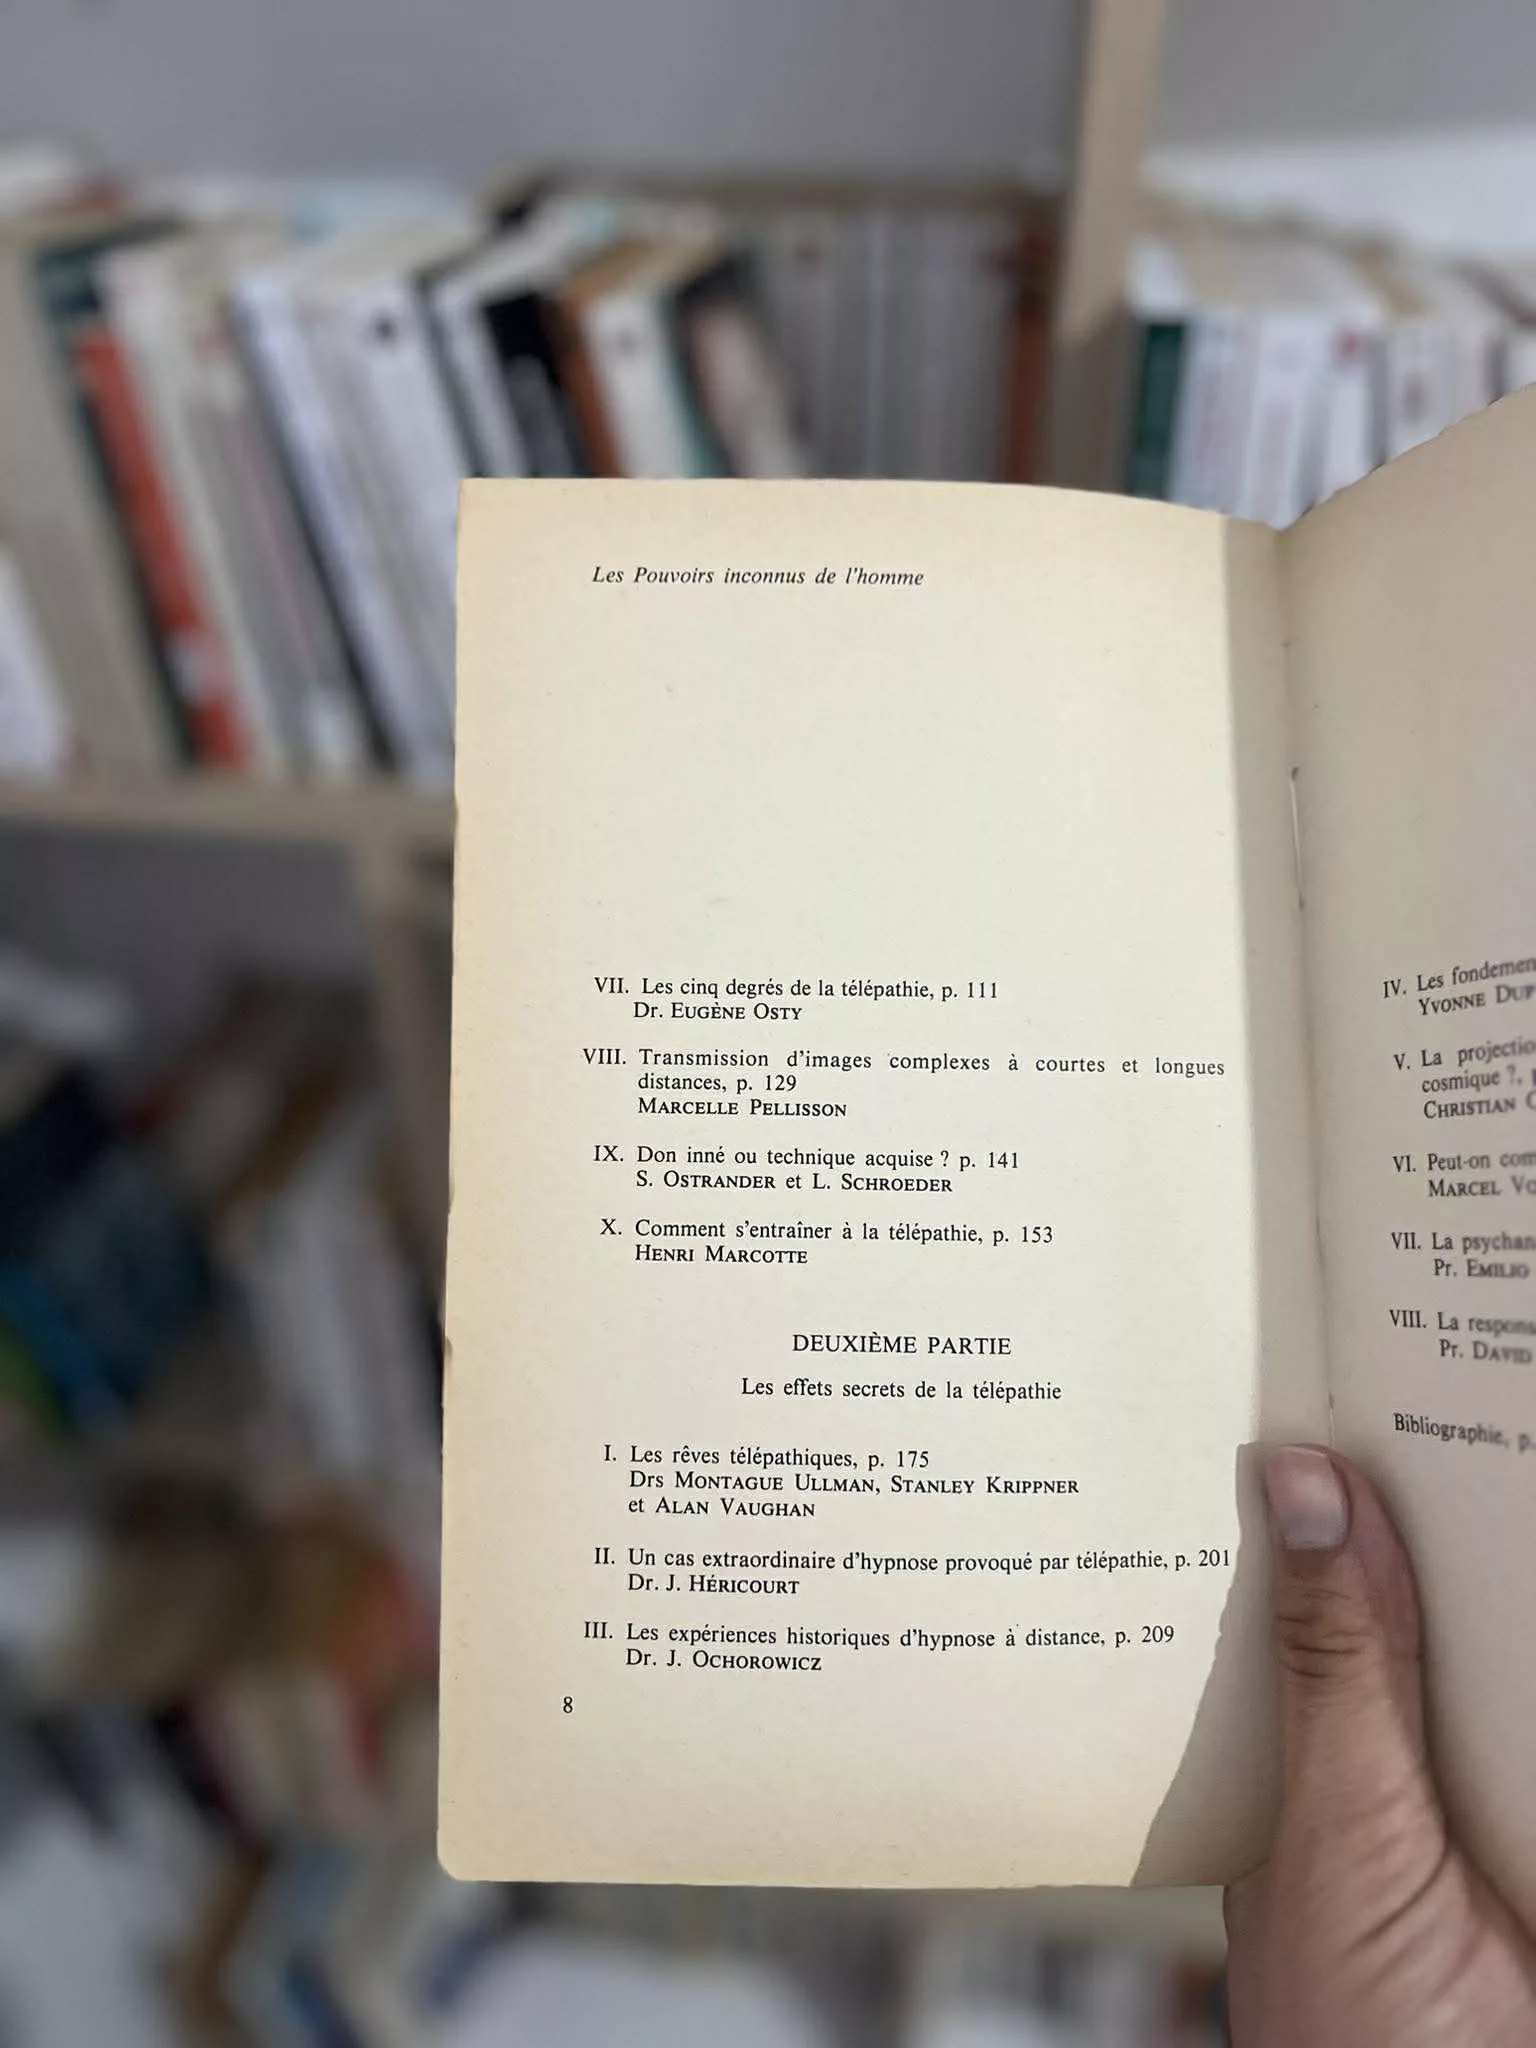 Les Pouvoirs inconnus de l'homme
VII. Les cinq degrés de la télépathie, p. 111
Dr. EUGÈNE OSTY
VIII. Transmission d'images complexes à courtes et longues
distances, p. 129
MARCELLE PELLISSON
IX. Don inné ou technique acquise ? p. 141
S. OSTRANDER et L. SCHROEDER
X. Comment s'entraîner à la télépathie, p. 153
HENRI MARCOTTE
DEUXIÈME PARTIE
Les effets secrets de la télépathie
I. Les rêves télépathiques, p. 175
Drs MONTAGUE ULLMAN, STANLEY KRIPPNER
et ALAN VAUGHAN
II. Un cas extraordinaire d'hypnose provoqué par télépathie, p. 201
Dr. J. HÉRICOURT
III. Les expériences historiques d'hypnose à distance, p. 209
Dr. J. OCHOROWICZ
8
IV. Les
YVONNE
V. La
cosmique ?,
CHRISTIAN
VI. Peut-on
MARCEL
VII. La
Pr. EMILIO
VIII. La
Pr. DAVID
Bibliographie, p.